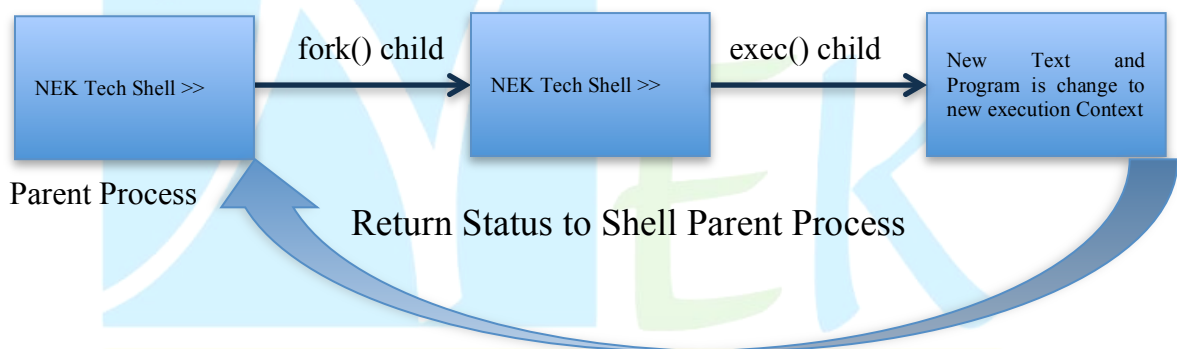 fork() child
exec() child
NEK Tech Shell >>
NEK Tech Shell >>
New Text and
Program is change to
new execution Context
Parent Process
Return Status to Shell Parent Process
NEK